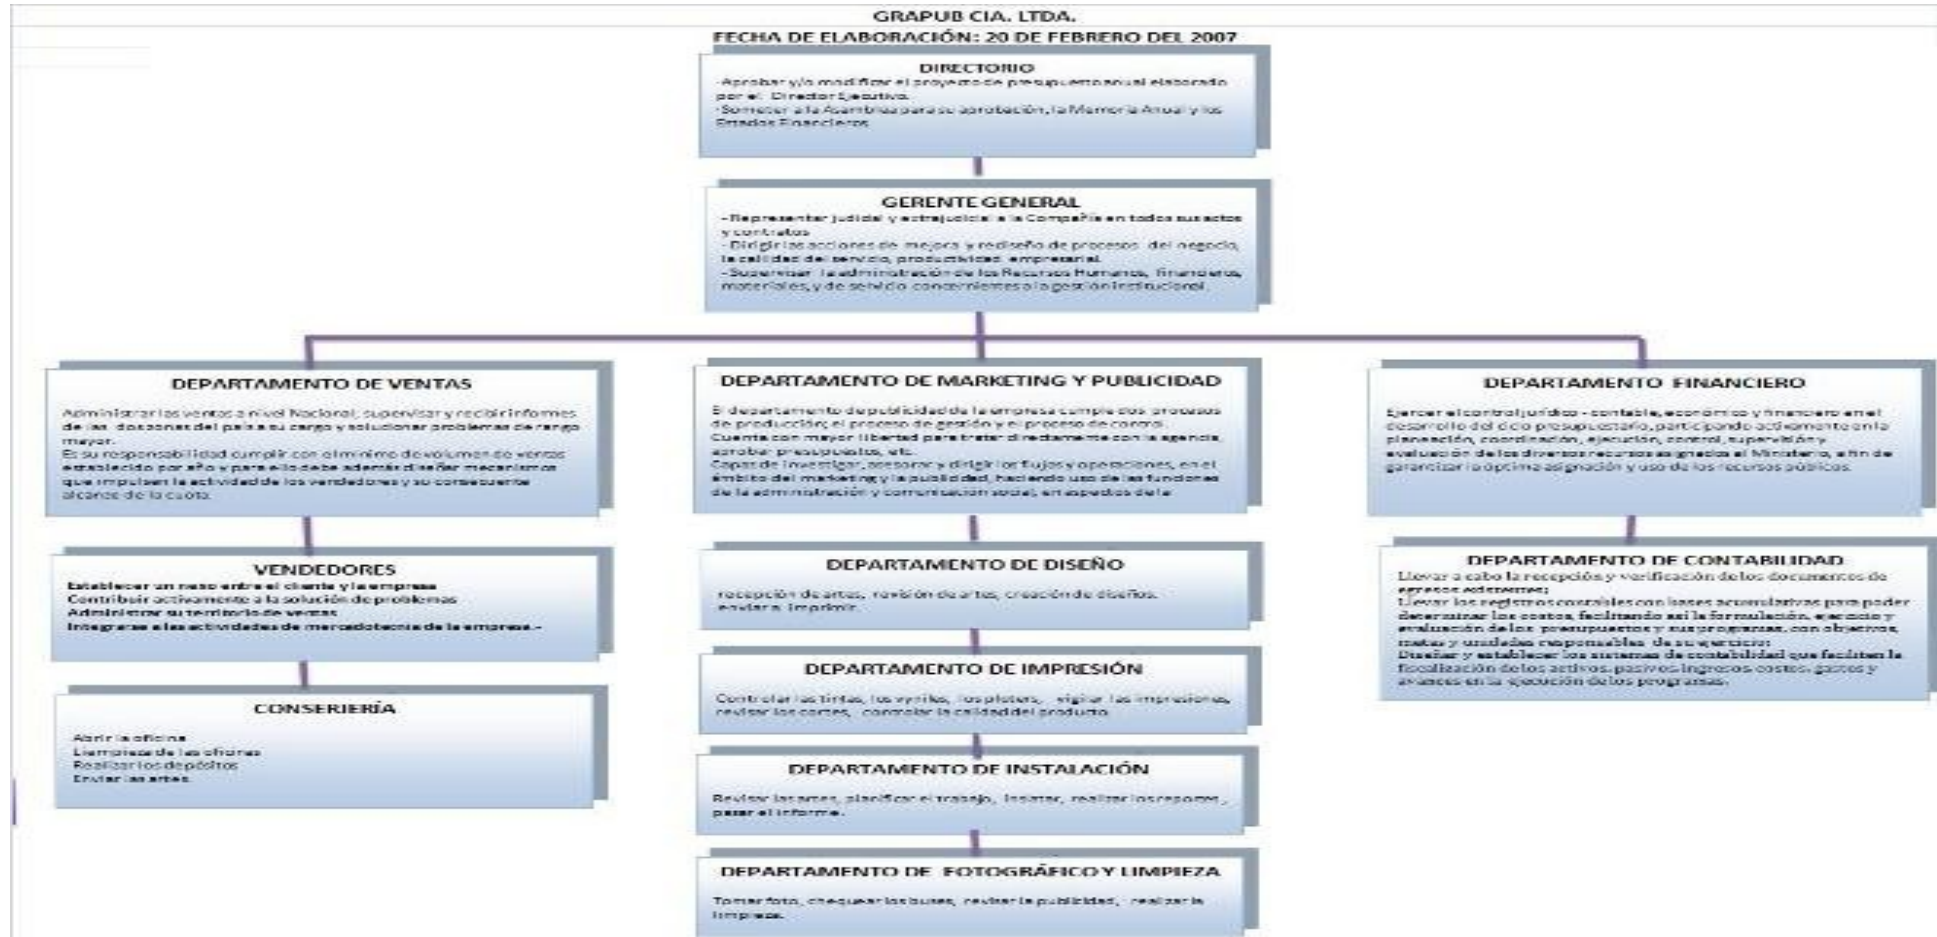 GRAPUB CIA. LTDA.
FECHA DE ELABORACIÓN: 20 DE FEBRERO DEL 2007
DIRECTORIO
-Aprobar y/o modificar el proyecto de presupuesto anual elaborado
por el Director Ejecutivo.
-Someter a la Asamblea para su aprobación, la Memoria Anual y los
Estados Financieros
GERENTE GENERAL
- Representar judicial y extrajudicial a la Compañía en todos sus actos
y contratos
- Dirigir las acciones de mejora y rediseño de procesos del negocio,
la calidad del servicio, productividad empresarial.
- Supervisar la administración de los Recursos Humanos, financieros,
materiales, y de servicio concernientes a la gestión institucional.
DEPARTAMENTO DE VENTAS
Administrar las ventas a nivel Nacional, supervisar y recibir informes
de las dos zonas del país a su cargo y solucionar problemas de rango
mayor.
Es su responsabilidad cumplir con el mínimo de volumen de ventas
establecido por año y para ello debe además diseñar mecanismos
que impulsen la actividad de los vendedores y su consecuente
alcance de la cuota.
VENDEDORES
Establecer un nexo entre el cliente y la empresa
Contribuir activamente a la solución de problemas
Administrar su territorio de ventas
Integrarse a las actividades de mercadotecnia de la empresa.-
CONSERIERÍA
Abrir la oficina
Liempieza de las oficinas
Realizar los depósitos
Enviar las artes.
DEPARTAMENTO DE MARKETING Y PUBLICIDAD
El departamento de publicidad de la empresa cumple dos procesos
de producción; el proceso de gestión y el proceso de control.
Cuenta con mayor libertad para tratar directamente con la agencia,
aprobar presupuestos, etc.
Capas de investigar, asesorar y dirigir los flujos y operaciones, en el
ámbito del marketing y la publicidad, haciendo uso de las funciones
de la administración y comunicación social, en aspectos de la
DEPARTAMENTO DE DISEÑO
recepción de artes, revisión de artes, creación de diseños,
enviar a imprimir.
DEPARTAMENTO DE IMPRESIÓN
Controlar las tintas, los vyniles, los ploters, vigilar las impresiones,
revisar los cortes, controlar la calidad del producto
DEPARTAMENTO DE INSTALACIÓN
Revisar las artes, planificar el trabajo, realizar los reportes,
pasar el informe.
DEPARTAMENTO DE FOTOGRÁFICO Y LIMPIEZA
Tomar foto, chequear los buses, revisar la publicidad, realizar la
limpieza.
DEPARTAMENTO FINANCIERO
Ejercer el control jurídico - contable, económico y financiero en el
desarrollo del ciclo presupuestario, participando activamente en la
planeación, coordinación, ejecución, control, supervisión y
evaluación de los diversos recursos asignados al Ministerio, a fin de
garantizar la óptima asignación y uso de los recursos públicos.
DEPARTAMENTO DE CONTABILIDAD
Llevar a cabo la recepción y verificación de los documentos de
egresos existentes;
Llevar los registros contables con bases acumulativas para poder
determinar los costos, facilitando así la formulación, ejercicio y
evaluación de los presupuestos y sus programas, con objetivos,
metas y unidades responsables de su ejercicio;
Diseñar y establecer los sistemas de contabilidad que faciliten la
fiscalización de los activos, pasivos, ingresos, costos, gastos y
avances en la ejecución de los programas.